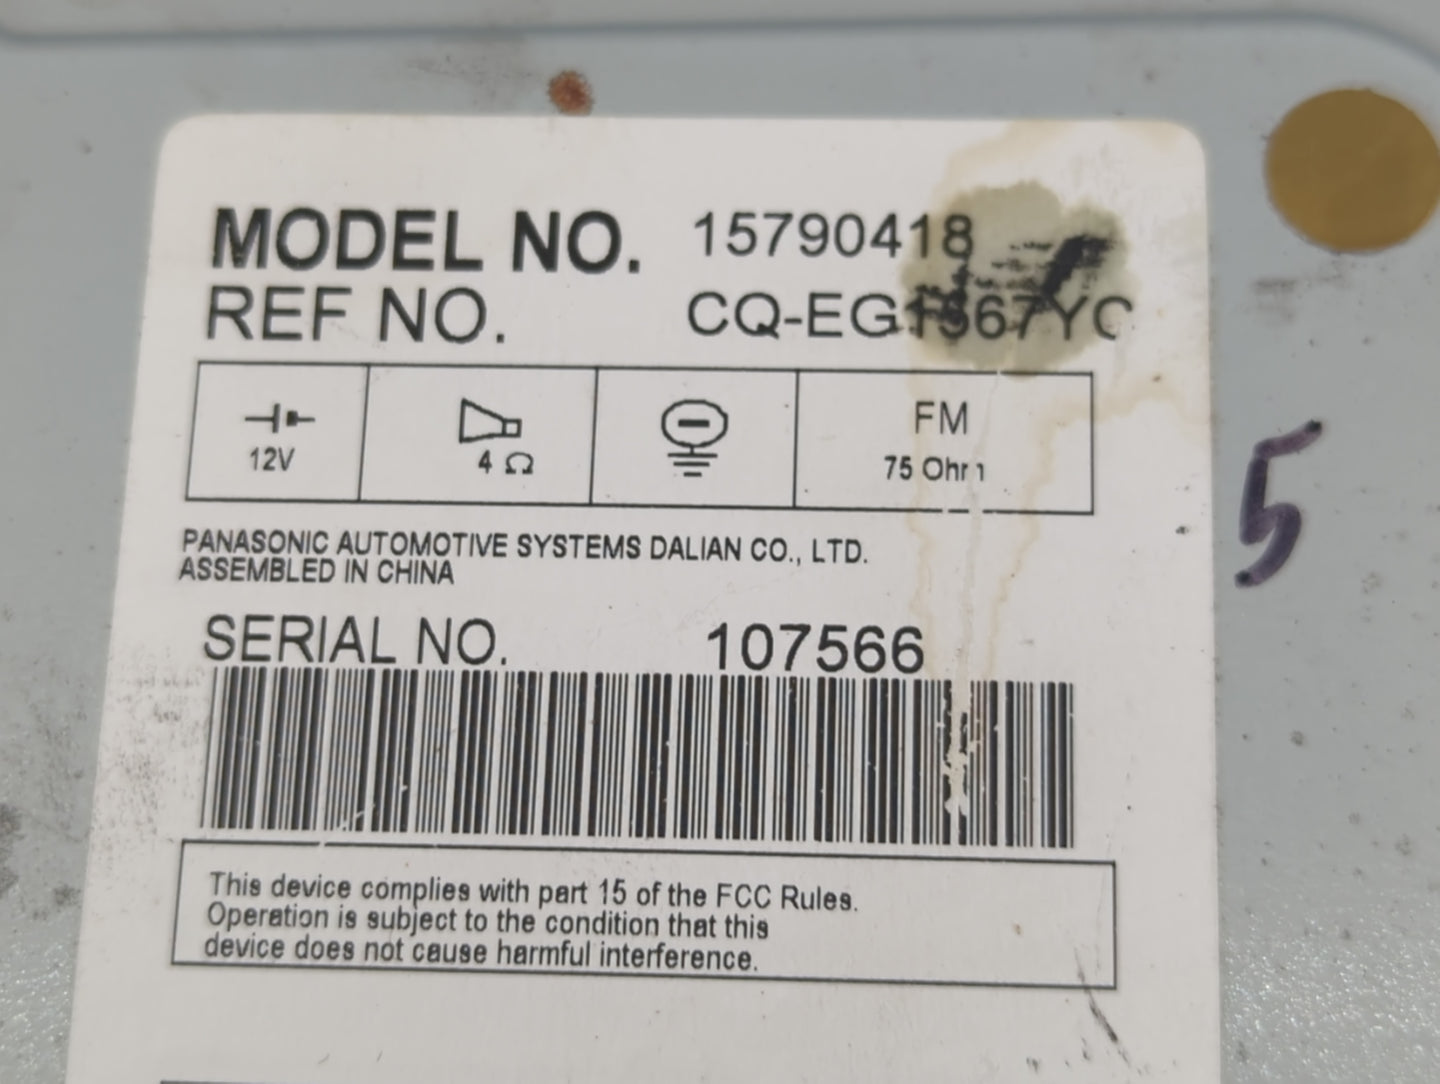 MODEL NO. 15790418
REF NO.
12V
4 Ω
FM
75 Ohm
PANASONIC AUTOMOTIVE SYSTEMS DALIAN CO., LTD.
ASSEMBLED IN CHINA
SERIAL NO. 107566
This device complies with part 15 of the FCC Rules.
Operation is subject to the condition that this
device does not cause harmful interference.
5